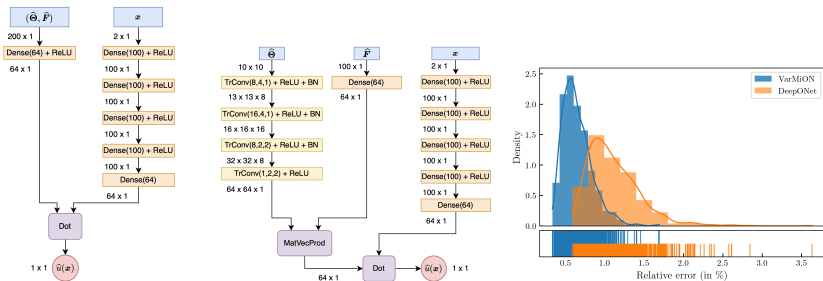 (Θ̂, F̂)
x
200 x 1
2 x 1
Dense(64) + ReLU
Dense(100) + ReLU
64 x 1
100 x 1
Dense(100) + ReLU
100 x 1
Dense(100) + ReLU
100 x 1
Dense(100) + ReLU
100 x 1
Dense(64)
64 x 1
Dot
1 x 1
û(x)
Θ̂
F̂
x
10 x 10
100 x 1
2 x 1
TrConv(8,4,1) + ReLU + BN
Dense(64)
Dense(100) + ReLU
13 x 13 x 8
64 x 1
100 x 1
TrConv(16,4,1) + ReLU + BN
Dense(100) + ReLU
16 x 16 x 16
100 x 1
TrConv(8,2,2) + ReLU + BN
Dense(100) + ReLU
32 x 32 x 8
100 x 1
TrConv(1,2,2) + ReLU
Dense(100) + ReLU
64 x 64 x 1
100 x 1
Dense(64)
64 x 1
MatVecProd
64 x 1
Dot
û(x)
1 x 1
VarMiON
DeepONet
Density
2.5
2.0
1.5
1.0
0.5
0.0
0.5
1.0
1.5
2.0
2.5
3.0
3.5
Relative error (in %)